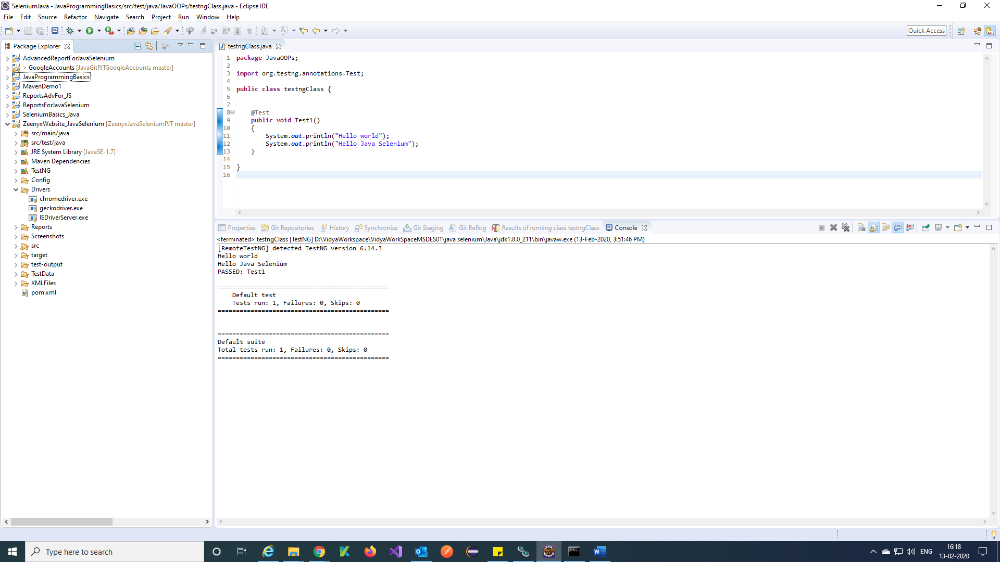 SeleniumJava - JavaProgrammingBasics/src/test/java/JavaOOPs/testngClass.java - Eclipse IDE
File Edit Source Refactor Navigate Search Project Run Window Help
Quick Access
Package Explorer
AdvancedReportForJavaSelenium
> GoogleAccounts [JavaGitPJTGoogleAccounts master]
JavaProgrammingBasics
MavenDemo1
ReportsAdvFor_JS
ReportsForJavaSelenium
SeleniumBasics_Java
ZeenyxWebsite_JavaSelenium [ZeenyxJavaSeleniumPJT master]
src/main/java
src/test/java
JRE System Library [JavaSE-1.7]
Maven Dependencies
TestNG
Config
Drivers
chromedriver.exe
geckodriver.exe
IEDriverServer.exe
Reports
Screenshots
src
target
test-output
TestData
XMLFiles
pom.xml
testngClass.java
1 package JavaOOPs;
2
3 import org.testng.annotations.Test;
4
5 public class testngClass {
6
7
8 @Test
9 public void Test1()
10 {
11 System.out.println("Hello world");
12 System.out.println("Hello Java Selenium");
13 }
14
15 }
16
Properties Git Repositories History Synchronize Git Staging Git Reflog Results of running class testngClass Console
<terminated> testngClass [TestNG] D:\VidyaWorkspace\VidyaWorkSpaceMSDES01\java selenium\Java\jdk1.8.0_211\bin\javaw.exe (13-Feb-2020, 3:51:46 PM)
[RemoteTestNG] detected TestNG version 6.14.3
Hello world
Hello Java Selenium
PASSED: Test1
===============================================
Default test
Tests run: 1, Failures: 0, Skips: 0
===============================================
===============================================
Default suite
Total tests run: 1, Failures: 0, Skips: 0
===============================================
Type here to search
ENG
16:18
13-02-2020